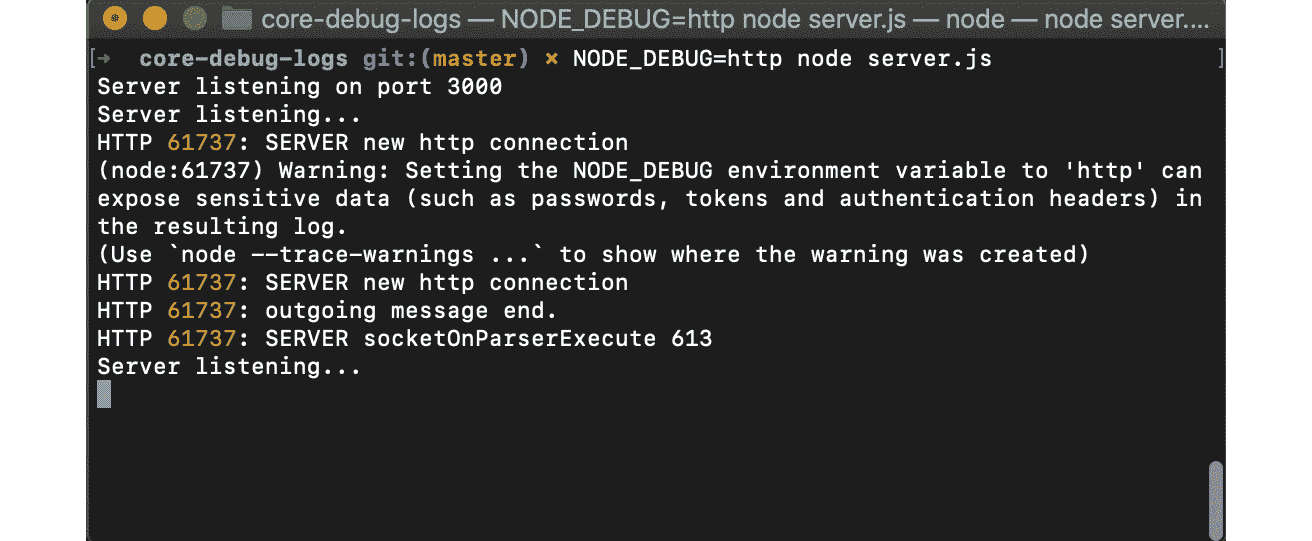 core-debug-logs — NODE_DEBUG=http node server.js — node — node server....
[➜ core-debug-logs git:(master) ✗ NODE_DEBUG=http node server.js ]
Server listening on port 3000
Server listening...
HTTP 61737: SERVER new http connection
(node:61737) Warning: Setting the NODE_DEBUG environment variable to 'http' can
expose sensitive data (such as passwords, tokens and authentication headers) in
the resulting log.
(Use `node --trace-warnings ...` to show where the warning was created)
HTTP 61737: SERVER new http connection
HTTP 61737: outgoing message end.
HTTP 61737: SERVER socketOnParserExecute 613
Server listening...